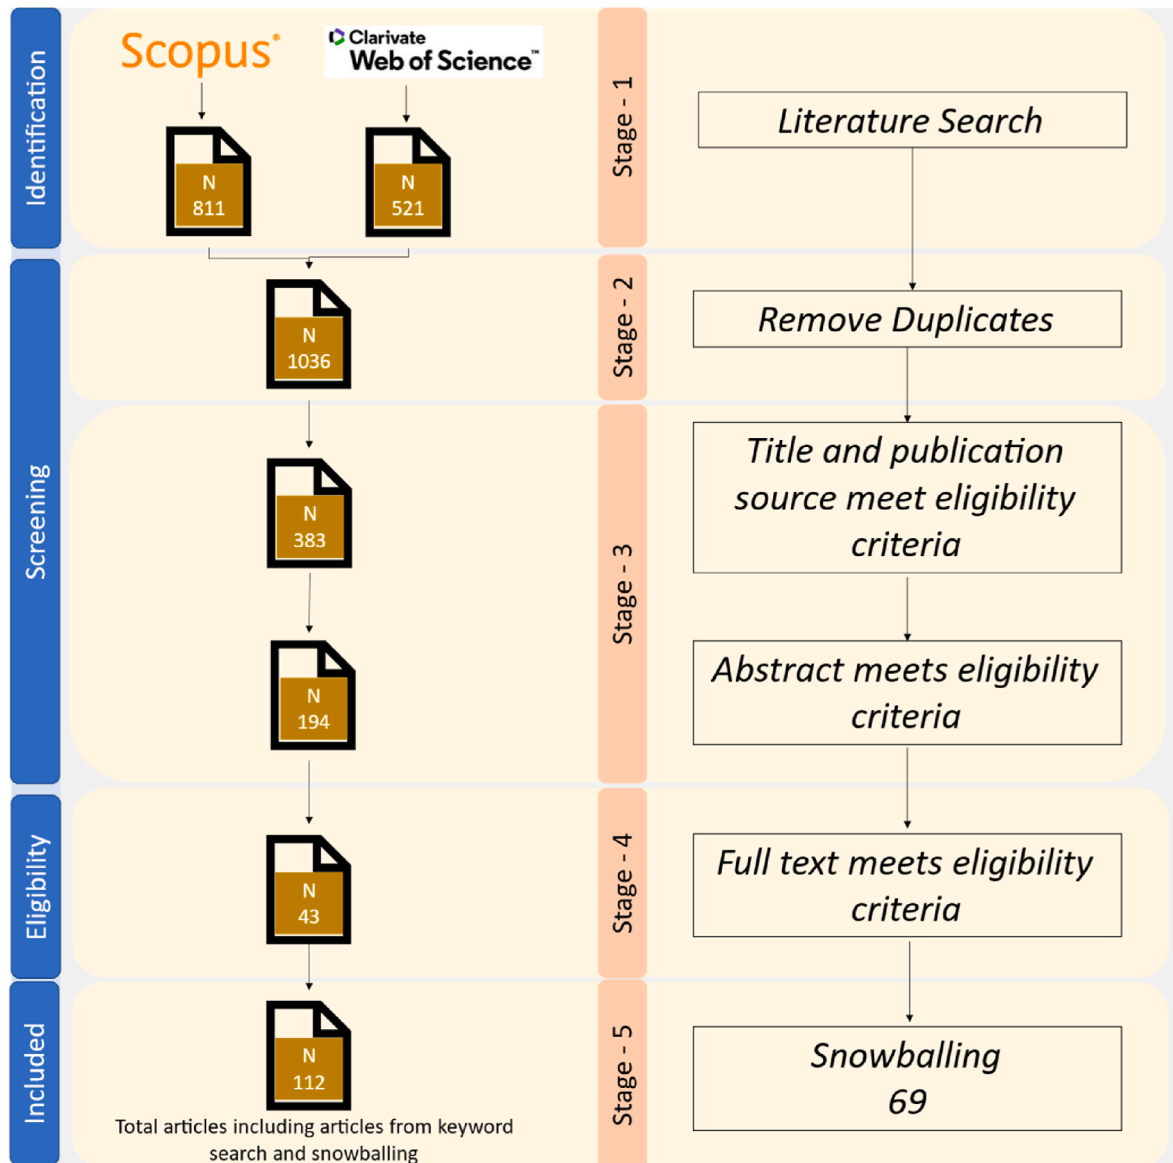 Identification
Scopus®
Clarivate
Web of Science™
N
811
N
521
Stage - 1
Literature Search
Screening
N
1036
Stage - 2
Remove Duplicates
N
383
N
194
Stage - 3
Title and publication
source meet eligibility
criteria
Abstract meets eligibility
criteria
Eligibility
N
43
Stage - 4
Full text meets eligibility
criteria
Included
N
112
Total articles including articles from keyword
search and snowballing
Stage - 5
Snowballing
69